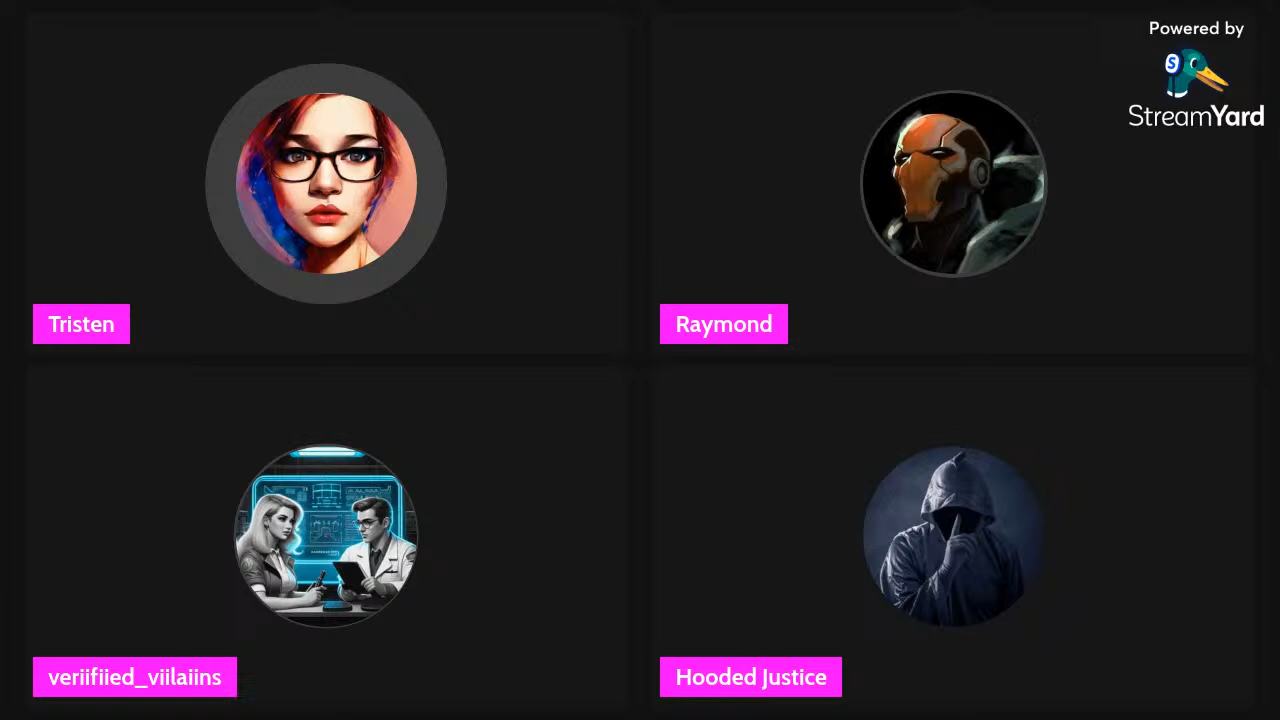 Powered by
StreamYard
Tristen
Raymond
veriifiied_viilaiins
Hooded Justice